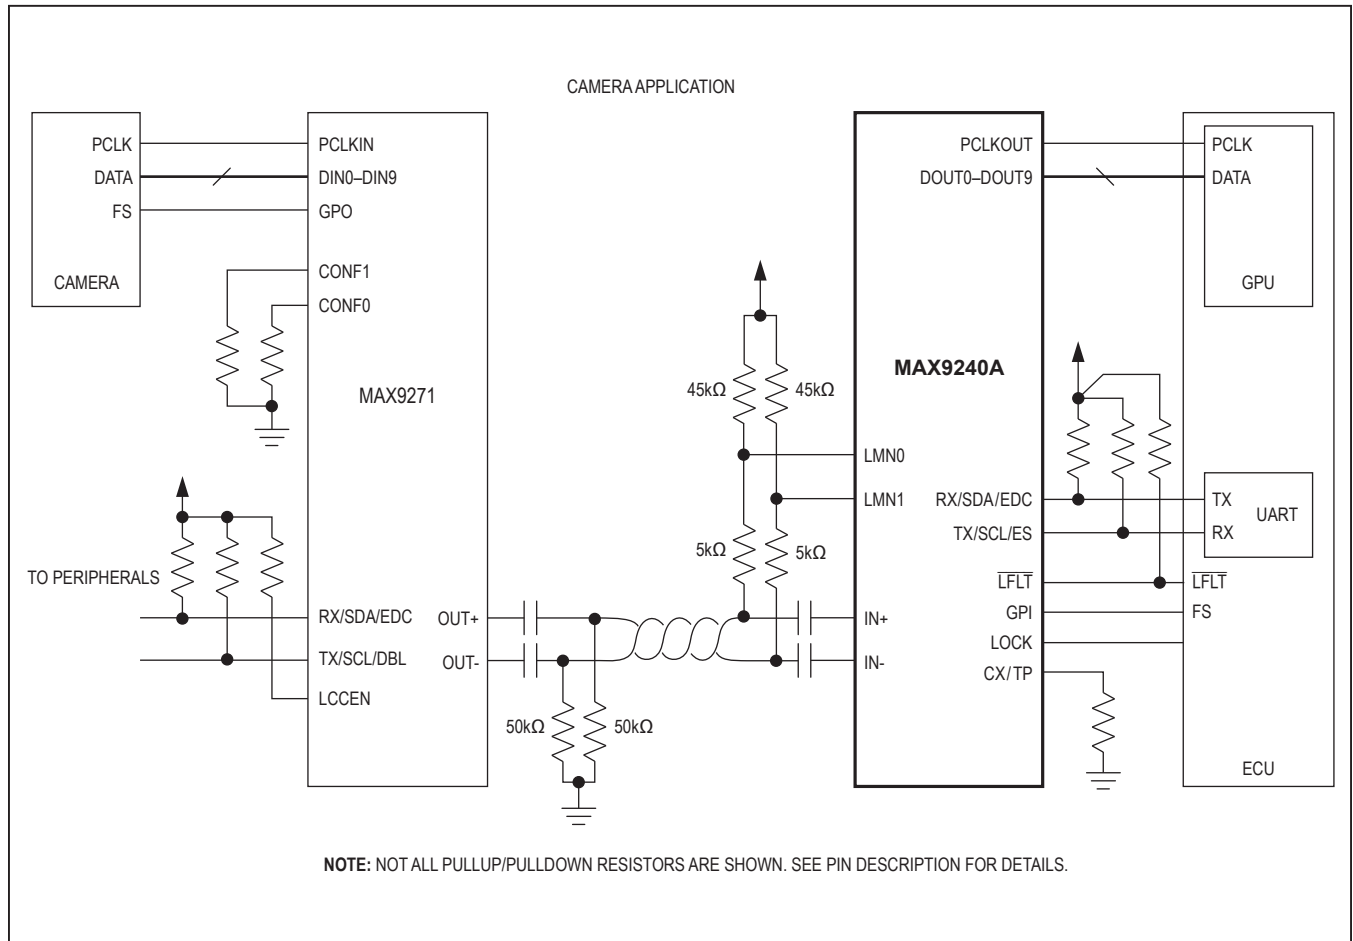 CAMERA APPLICATION
PCLK
DATA
FS
CAMERA
PCLKIN
DIN0–DIN9
GPO
CONF1
CONF0
MAX9271
TO PERIPHERALS
RX/SDA/EDC
TX/SCL/DBL
LCCEN
OUT+
OUT-
50kΩ
50kΩ
45kΩ
45kΩ
5kΩ
5kΩ
PCLKOUT
DOUT0–DOUT9
MAX9240A
LMN0
LMN1
RX/SDA/EDC
TX/SCL/ES
LFLT
GPI
LOCK
CX/TP
IN+
IN-
PCLK
DATA
GPU
TX
UART
RX
LFLT
FS
ECU
NOTE: NOT ALL PULLUP/PULLDOWN RESISTORS ARE SHOWN. SEE PIN DESCRIPTION FOR DETAILS.